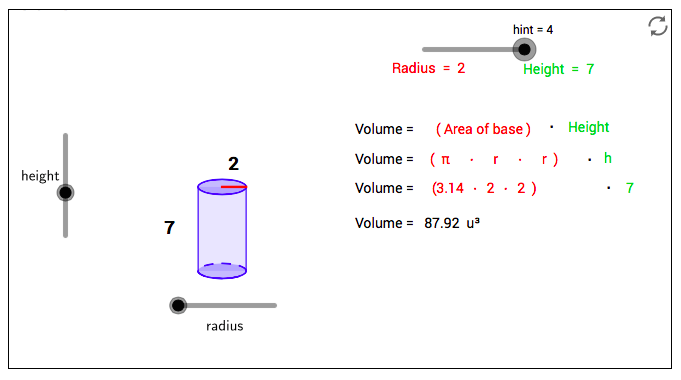 hint = 4
Radius = 2 Height = 7
Volume = ( Area of base ) · Height
Volume = ( π · r · r ) · h
Volume = (3.14 · 2 · 2 ) · 7
Volume = 87.92 u³
height
2
7
radius